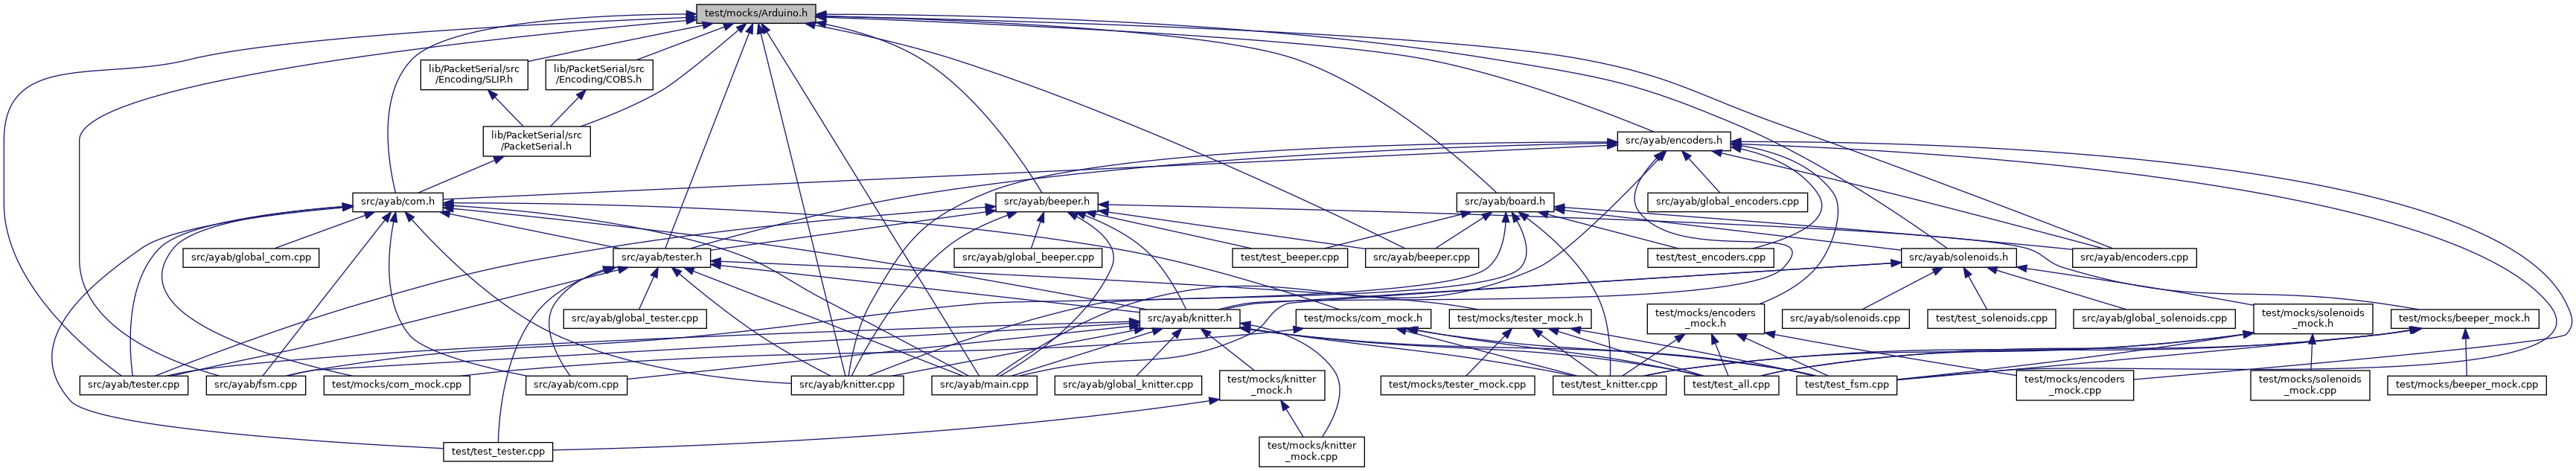 test/mocks/Arduino.h
lib/PacketSerial/src
/Encoding/SLIP.h
lib/PacketSerial/src
/Encoding/COBS.h
lib/PacketSerial/src
/PacketSerial.h
src/ayab/encoders.h
src/ayab/com.h
src/ayab/beeper.h
src/ayab/board.h
src/ayab/global_encoders.cpp
src/ayab/global_com.cpp
src/ayab/tester.h
src/ayab/global_beeper.cpp
test/test_beeper.cpp
src/ayab/beeper.cpp
test/test_encoders.cpp
src/ayab/solenoids.h
src/ayab/encoders.cpp
src/ayab/global_tester.cpp
src/ayab/knitter.h
test/mocks/com_mock.h
test/mocks/tester_mock.h
test/mocks/encoders
_mock.h
src/ayab/solenoids.cpp
test/test_solenoids.cpp
src/ayab/global_solenoids.cpp
test/mocks/solenoids
_mock.h
test/mocks/beeper_mock.h
src/ayab/tester.cpp
src/ayab/fsm.cpp
test/mocks/com_mock.cpp
src/ayab/com.cpp
src/ayab/knitter.cpp
src/ayab/main.cpp
src/ayab/global_knitter.cpp
test/mocks/knitter
_mock.h
test/mocks/tester_mock.cpp
test/test_knitter.cpp
test/test_all.cpp
test/test_fsm.cpp
test/mocks/encoders
_mock.cpp
test/mocks/solenoids
_mock.cpp
test/mocks/beeper_mock.cpp
test/test_tester.cpp
test/mocks/knitter
_mock.cpp